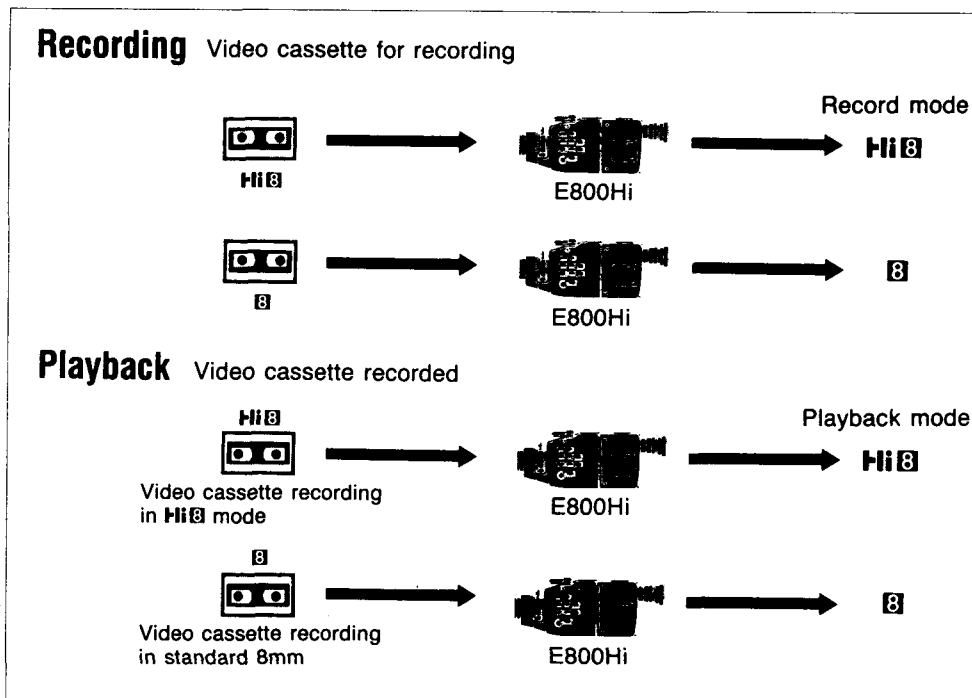 Recording Video cassette for recording
Record mode
Hi8
E800Hi
Hi8
8
E800Hi
8
Playback Video cassette recorded
Hi8
Playback mode
Video cassette recording
in Hi8 mode
E800Hi
Hi8
8
Video cassette recording
in standard 8mm
E800Hi
8